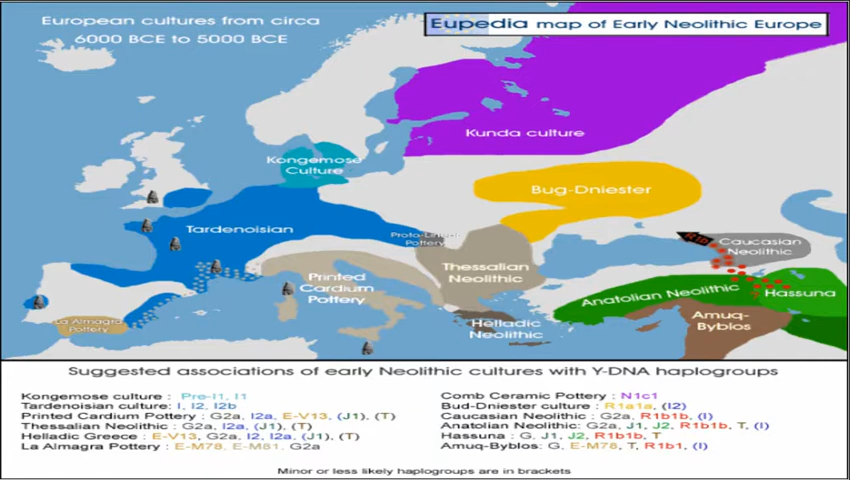 European cultures from circa
6000 BCE to 5000 BCE
Eupedia map of Early Neolithic Europe
Kunda culture
Kongemose
Culture
Bug-Dniester
Tardenoisian
Pottery
R1b
Caucasian
Neolithic
Thessalian
Neolithic
Printed
Cardium
Pottery
Anatolian Neolithic
Hassuna
La Almagra
Pottery
Helladic
Neolithic
Amuq-
Byblos
Suggested associations of early Neolithic cultures with Y-DNA haplogroups
Kongemose culture : Pre-I1, I1
Tardenoisian culture: I, I2, I2b
Printed Cardium Pottery : G2a, I2a, E-V13, (J1), (T)
Thessalian Neolithic : G2a, I2a, (J1), (T)
Helladic Greece : E-V13, G2a, I2, I2a, (J1), (T)
La Almagra Pottery : E-M78, E-M81, G2a
Comb Ceramic Pottery : N1c1
Bud-Dniester culture : R1a1a, (I2)
Caucasian Neolithic : G2a, R1b1b, (I)
Anatolian Neolithic: G2a, J1, J2, R1b1b, T, (I)
Hassuna : G, J1, J2, R1b1b, T
Amuq-Byblos: G, E-M78, T, R1b1, (I)
Minor or less likely haplogroups are in brackets